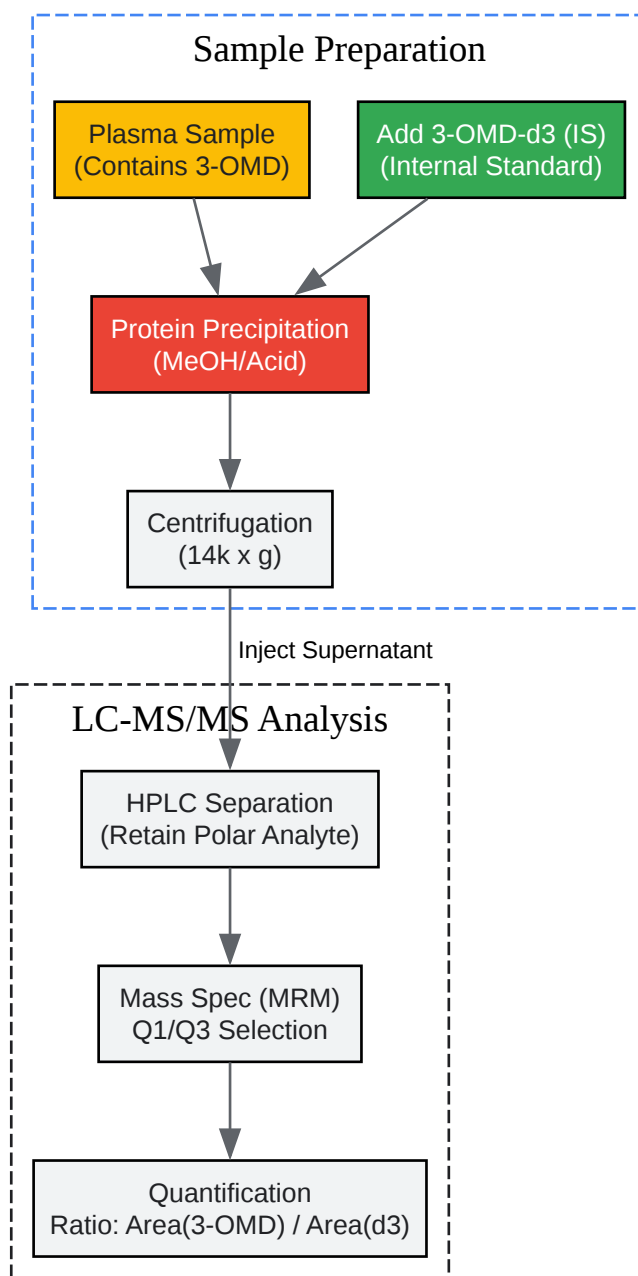 Sample Preparation
Plasma Sample
(Contains 3-OMD)
Add 3-OMD-d3 (IS)
(Internal Standard)
Protein Precipitation
(MeOH/Acid)
Centrifugation
(14k x g)
Inject Supernatant
LC-MS/MS Analysis
HPLC Separation
(Retain Polar Analyte)
Mass Spec (MRM)
Q1/Q3 Selection
Quantification
Ratio: Area(3-OMD) / Area(d3)